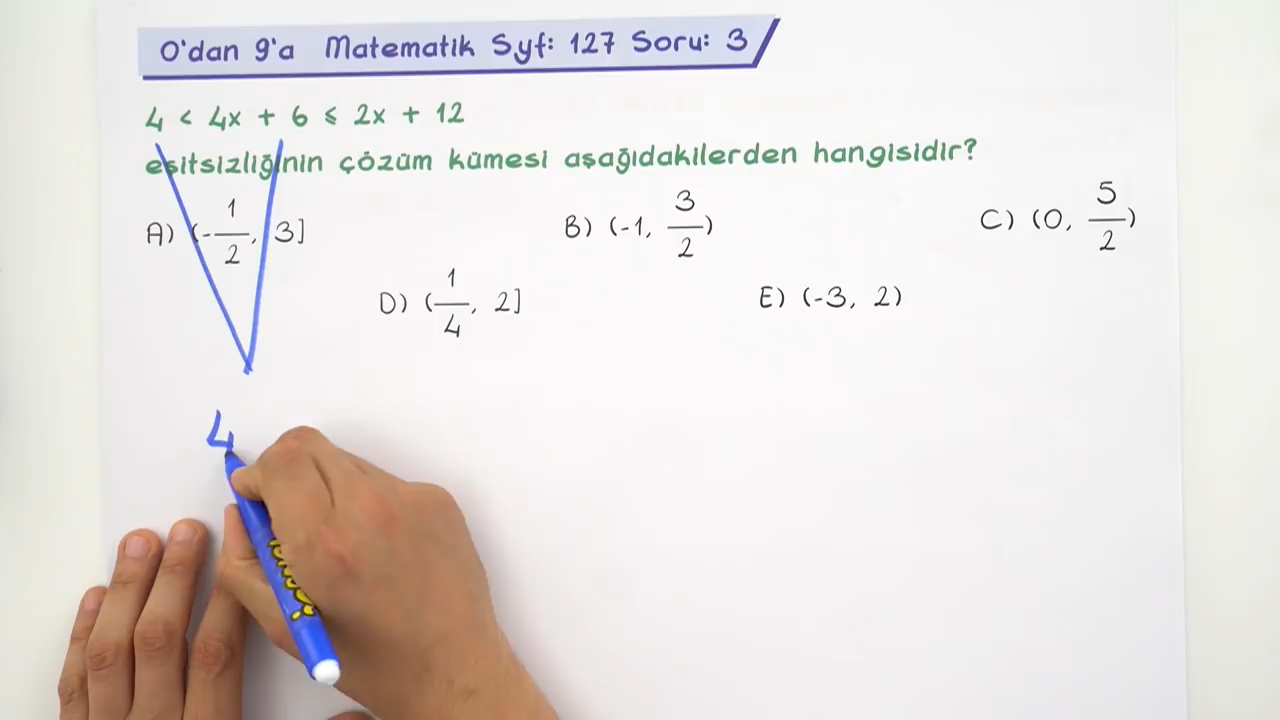 0'dan 9'a Matematik Syf: 127 Soru: 3
4 < 4x + 6 ≤ 2x + 12
eşitsizliğinin çözüm kümesi aşağıdakilerden hangisidir?
A) (-1/2, 3]
B) (-1, 3/2)
C) (0, 5/2)
D) (1/4, 2]
E) (-3, 2)
4